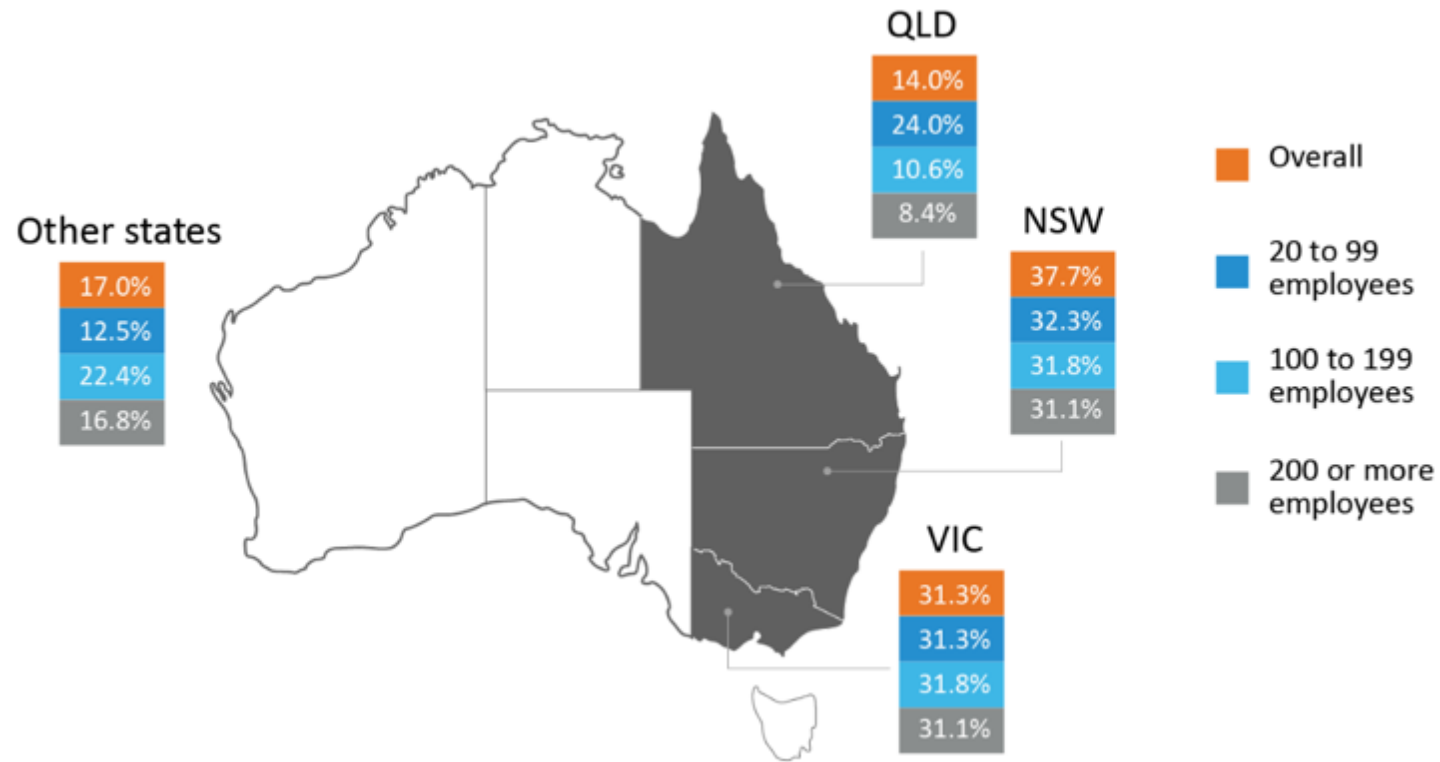 QLD
14.0%
24.0%
10.6%
8.4%
NSW
37.7%
32.3%
31.8%
31.1%
Other states
17.0%
12.5%
22.4%
16.8%
VIC
31.3%
31.3%
31.8%
31.1%
Overall
20 to 99
employees
100 to 199
employees
200 or more
employees